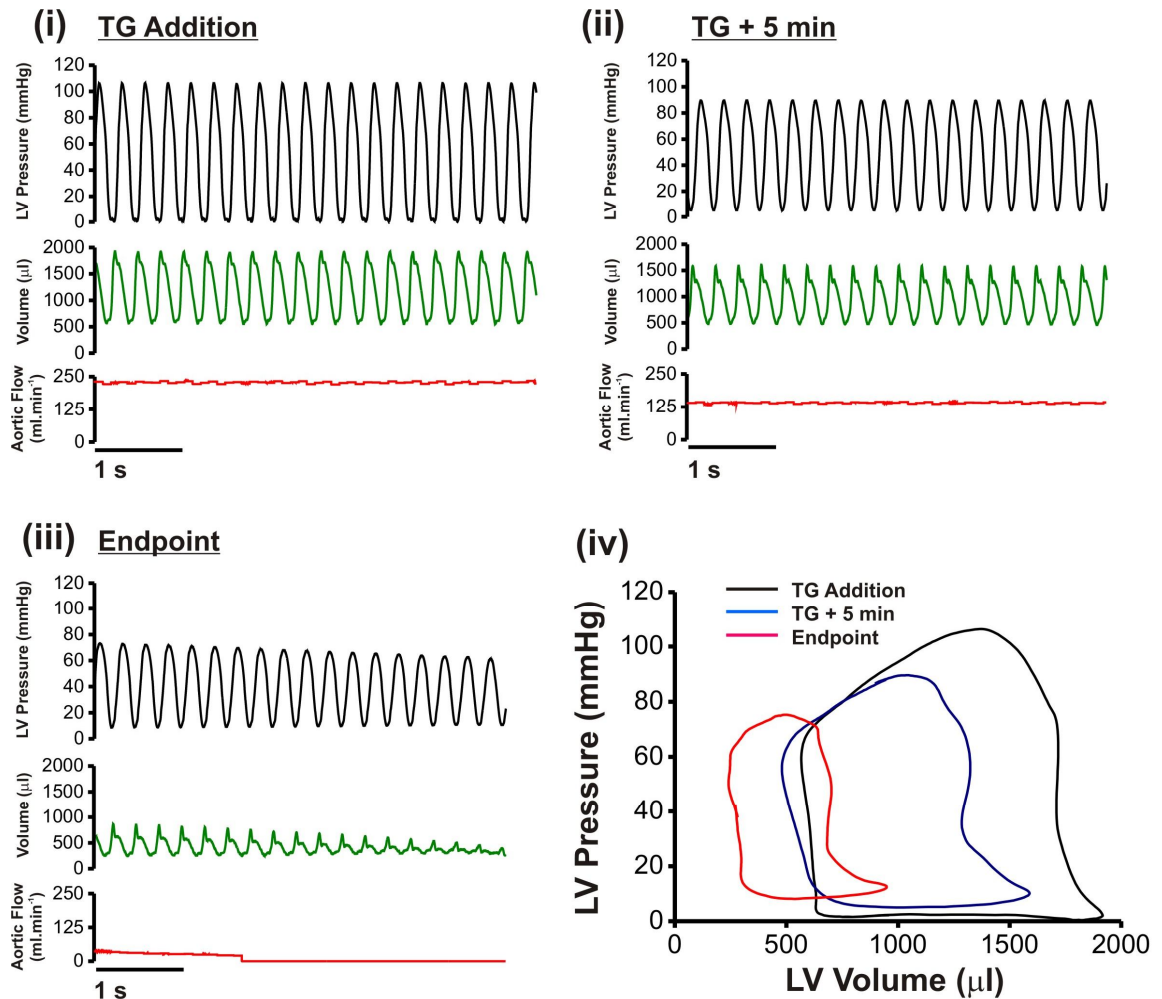 (i) TG Addition
LV Pressure (mmHg)
120
100
80
60
40
20
0
Volume (µl)
2000
1500
1000
500
0
Aortic Flow
(ml.min⁻¹)
250
125
0
1 s
(ii) TG + 5 min
LV Pressure (mmHg)
120
100
80
60
40
20
0
Volume (µl)
2000
1500
1000
500
0
Aortic Flow
(ml.min⁻¹)
250
125
0
1 s
(iii) Endpoint
LV Pressure (mmHg)
120
100
80
60
40
20
0
Volume (µl)
2000
1500
1000
500
0
Aortic Flow
(ml.min⁻¹)
250
125
0
1 s
(iv)
TG Addition
TG + 5 min
Endpoint
LV Pressure (mmHg)
120
100
80
60
40
20
0
0 500 1000 1500 2000
LV Volume (µl)